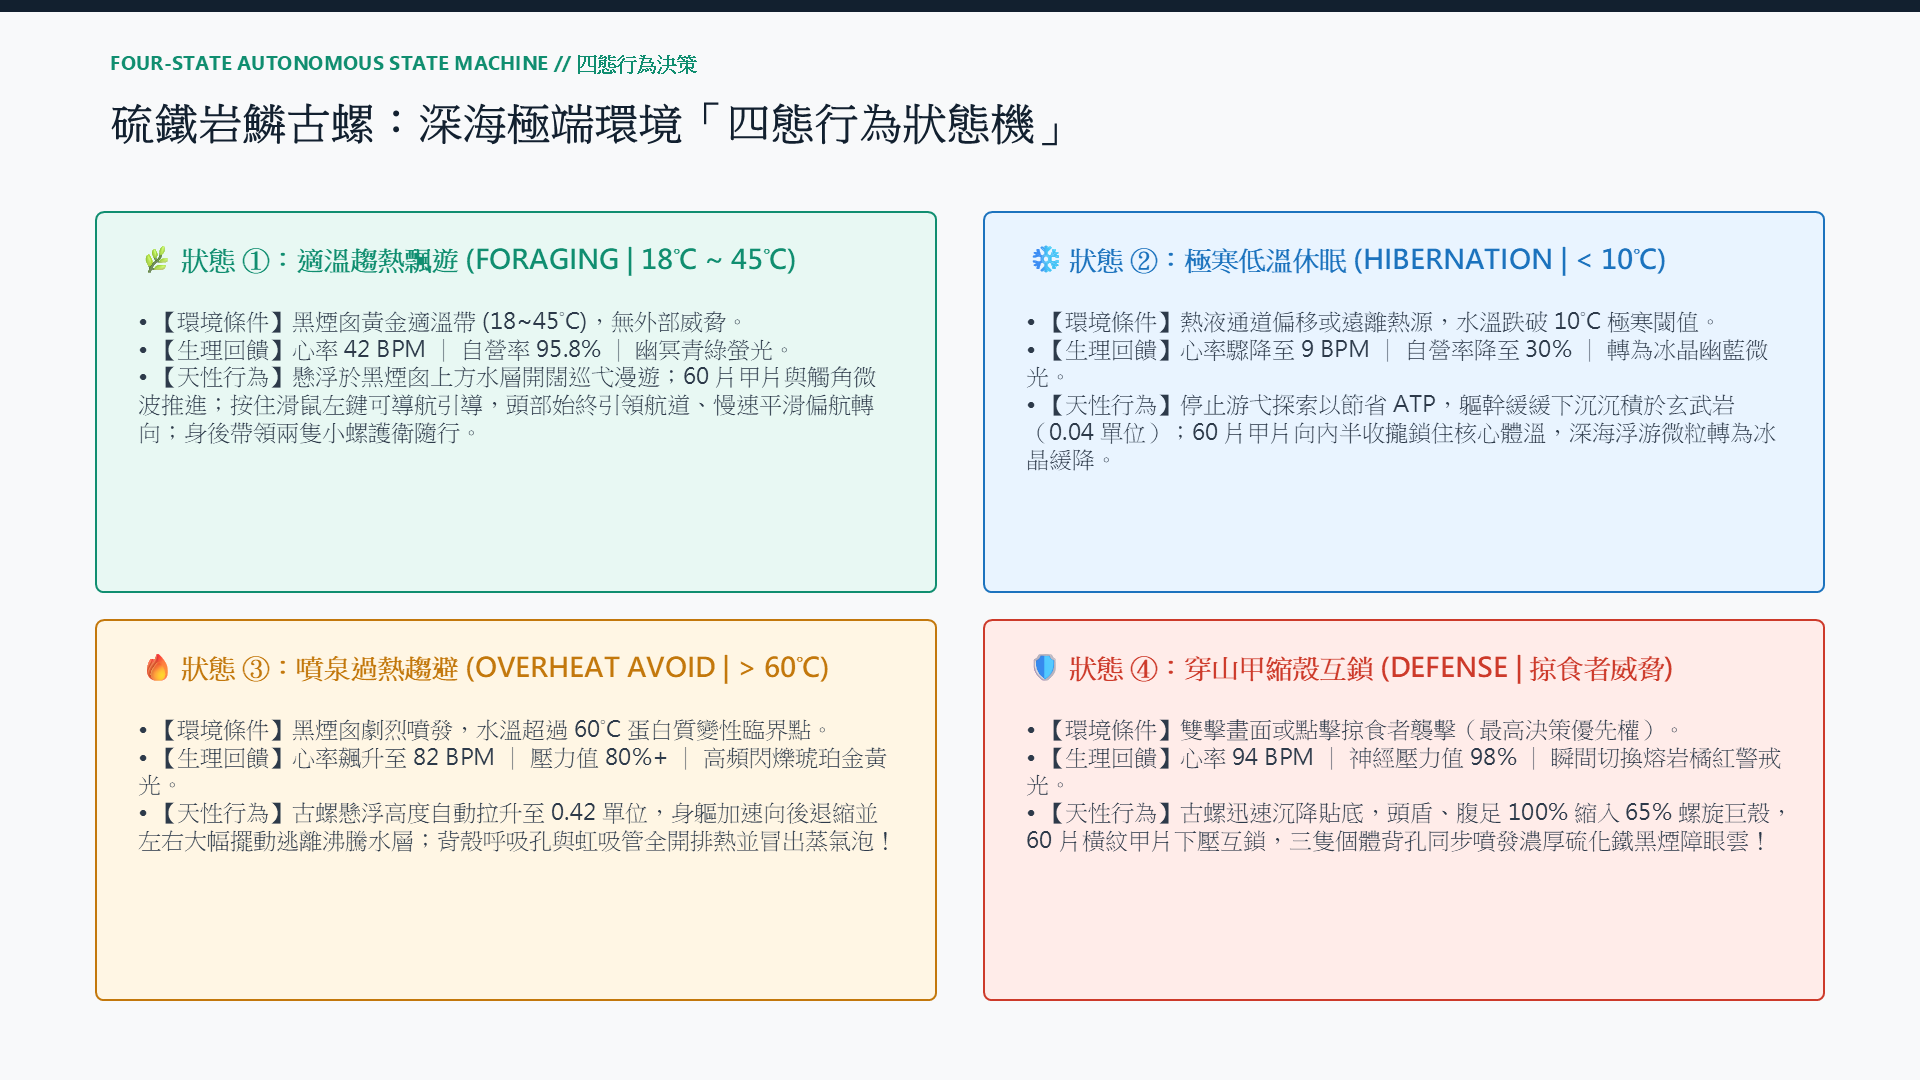 FOUR-STATE AUTONOMOUS STATE MACHINE // 四態行為決策
硫鐵岩鱗古螺：深海極端環境「四態行為狀態機」
🌿 狀態 ①：適溫趨熱飄遊 (FORAGING | 18°C ~ 45°C)
• 【環境條件】黑煙囪黃金適溫帶 (18~45°C)，無外部威脅。
• 【生理回饋】心率 42 BPM ｜ 自營率 95.8% ｜ 幽冥青綠螢光。
• 【天性行為】懸浮於黑煙囪上方水層開闊巡弋漫遊；60 片甲片與觸角微
波推進；按住滑鼠左鍵可導航引導，頭部始終引領航道、慢速平滑偏航轉
向；身後帶領兩隻小螺護衛隨行。
❄️ 狀態 ②：極寒低溫休眠 (HIBERNATION | < 10°C)
• 【環境條件】熱液通道偏移或遠離熱源，水溫跌破 10°C 極寒閾值。
• 【生理回饋】心率驟降至 9 BPM ｜ 自營率降至 30% ｜ 轉為冰晶幽藍微
光。
• 【天性行為】停止游弋探索以節省 ATP，軀幹緩緩下沉沉積於玄武岩
（0.04 單位）；60 片甲片向內半收攏鎖住核心體溫，深海浮游微粒轉為冰
晶緩降。
🔥 狀態 ③：噴泉過熱趨避 (OVERHEAT AVOID | > 60°C)
• 【環境條件】黑煙囪劇烈噴發，水溫超過 60°C 蛋白質變性臨界點。
• 【生理回饋】心率飆升至 82 BPM ｜ 壓力值 80%+ ｜ 高頻閃爍琥珀金黃
光。
• 【天性行為】古螺懸浮高度自動拉升至 0.42 單位，身軀加速向後退縮並
左右大幅擺動逃離沸騰水層；背殼呼吸孔與虹吸管全開排熱並冒出蒸氣泡！
🛡️ 狀態 ④：穿山甲縮殼互鎖 (DEFENSE | 掠食者威脅)
• 【環境條件】雙擊畫面或點擊掠食者襲擊（最高決策優先權）。
• 【生理回饋】心率 94 BPM ｜ 神經壓力值 98% ｜ 瞬間切換熔岩橘紅警戒
光。
• 【天性行為】古螺迅速沉降貼底，頭盾、腹足 100% 縮入 65% 螺旋巨殼，
60 片橫紋甲片下壓互鎖，三隻個體背孔同步噴發濃厚硫化鐵黑煙障眼雲！